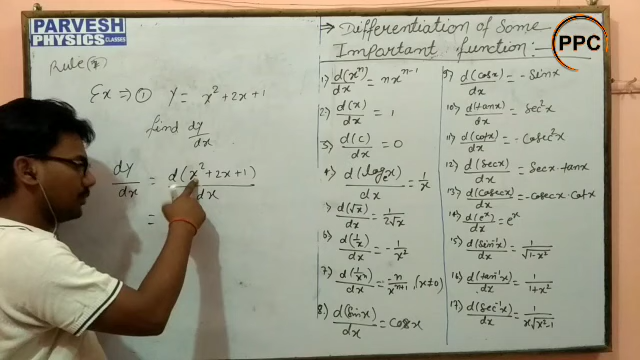 PARVESH
PHYSICS CLASSES
⇒ Differentiation of Some
Important function:—
PPC
Rule
Ex ⇒ ① Y = x² + 2x + 1
find dy/dx
dy/dx = d(x² + 2x + 1)/dx
=
1) d(xⁿ)/dx = nxⁿ⁻¹
2) d(x)/dx = 1
3) d(c)/dx = 0
4) d(logₑx)/dx = 1/x
) d(√x)/dx = 1/2√x
6) d(1/x)/dx = -1/x²
7) d(1/xⁿ)/dx = -n/xⁿ⁺¹, (x≠0)
8) d(sinx)/dx = cosx
9) d(cosx)/dx = -Sinx
10) d(tanx)/dx = Sec²x
11) d(cotx)/dx = -Cosec²x
12) d(secx)/dx = Secx·tanx
13) d(cosecx)/dx = -cosecx·Cotx
14) d(eˣ)/dx = eˣ
15) d(sin⁻¹x)/dx = 1/√1-x²
16) d(tan⁻¹x)/dx = 1/1+x²
17) d(sec⁻¹x)/dx = 1/x√x²-1